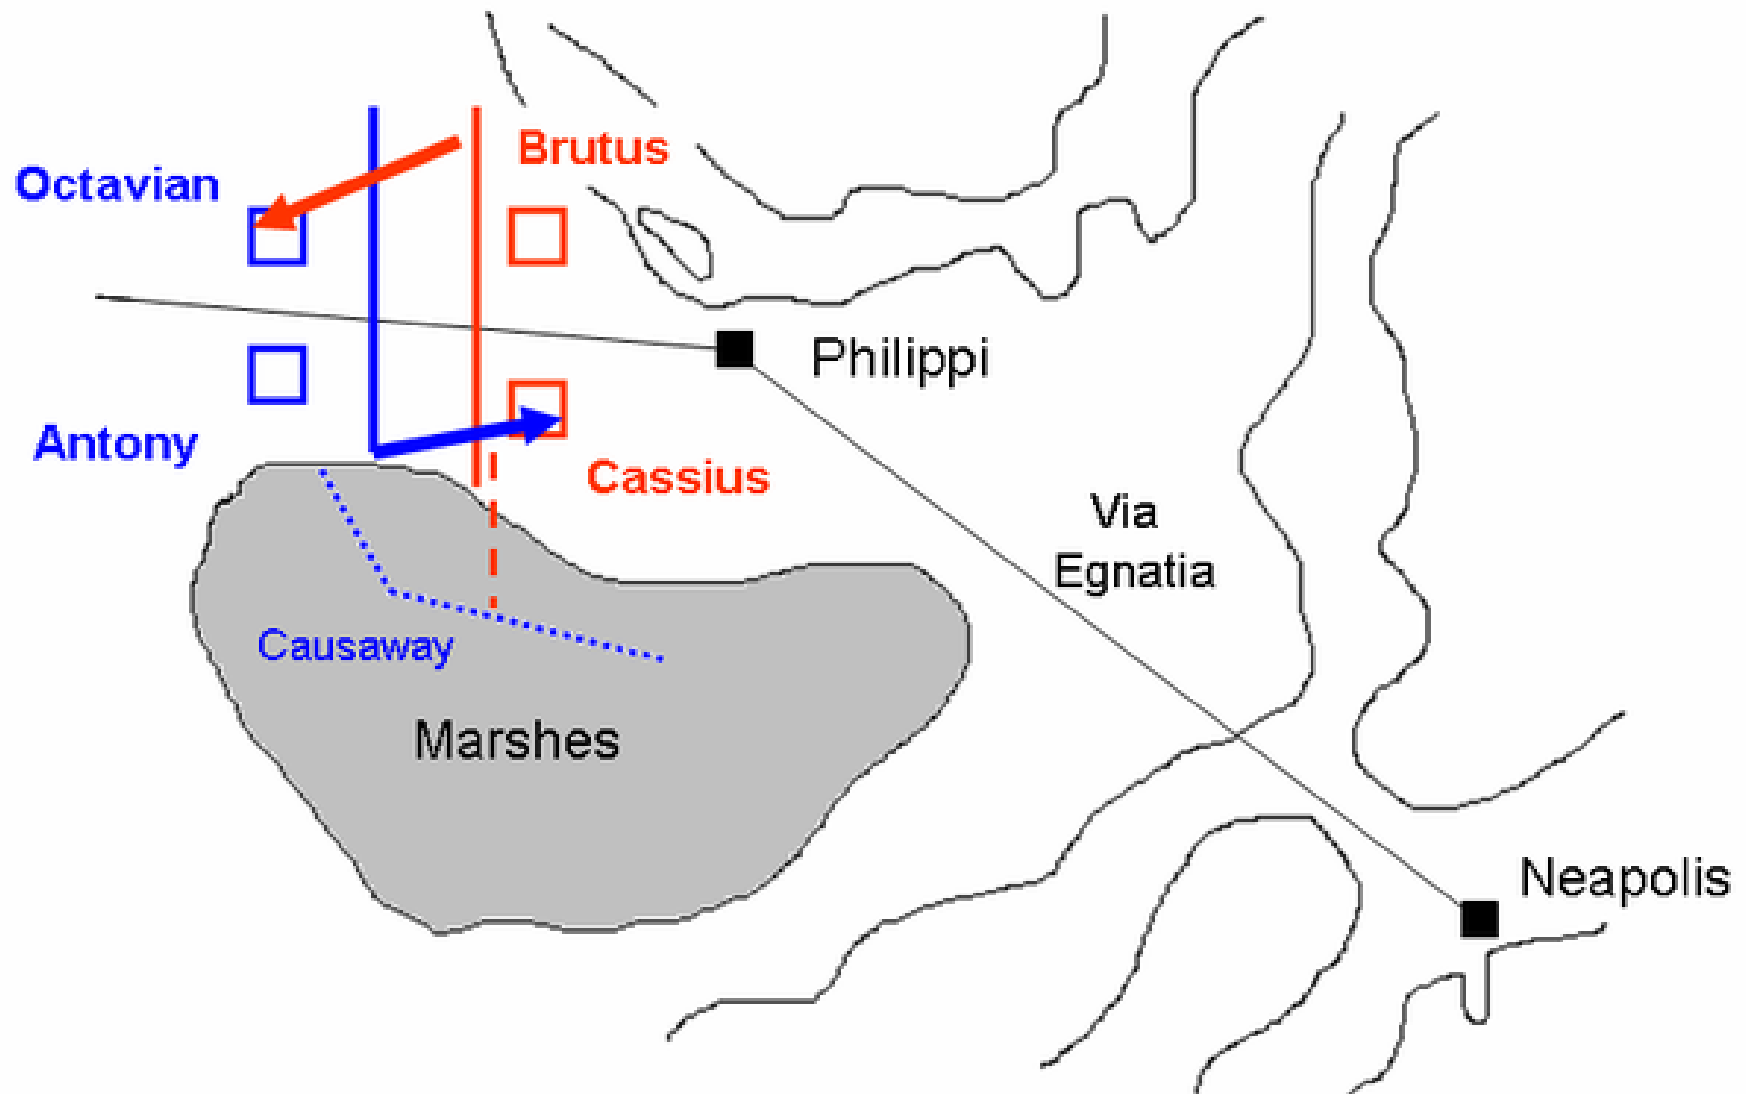 Brutus
Octavian
Philippi
Antony
Cassius
Via
Egnatia
Causaway
Marshes
Neapolis